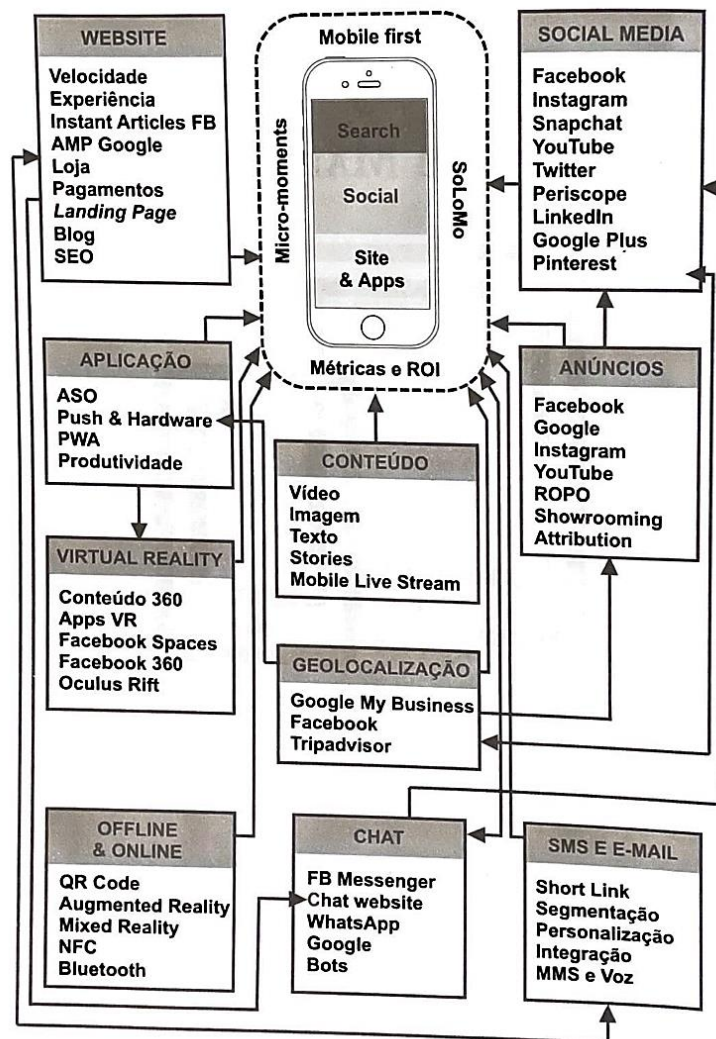 WEBSITE
Velocidade
Experiência
Instant Articles FB
AMP Google
Loja
Pagamentos
Landing Page
Blog
SEO
Mobile first
Micro-moments
Search
Social
Site
& Apps
SoLoMo
Métricas e ROI
SOCIAL MEDIA
Facebook
Instagram
Snapchat
YouTube
Twitter
Periscope
LinkedIn
Google Plus
Pinterest
APLICAÇÃO
ASO
Push & Hardware
PWA
Produtividade
CONTEÚDO
Vídeo
Imagem
Texto
Stories
Mobile Live Stream
ANÚNCIOS
Facebook
Google
Instagram
YouTube
ROPO
Showrooming
Attribution
VIRTUAL REALITY
Conteúdo 360
Apps VR
Facebook Spaces
Facebook 360
Oculus Rift
GEOLOCALIZAÇÃO
Google My Business
Facebook
Tripadvisor
OFFLINE
& ONLINE
QR Code
Augmented Reality
Mixed Reality
NFC
Bluetooth
CHAT
FB Messenger
Chat website
WhatsApp
Google
Bots
SMS E E-MAIL
Short Link
Segmentação
Personalização
Integração
MMS e Voz